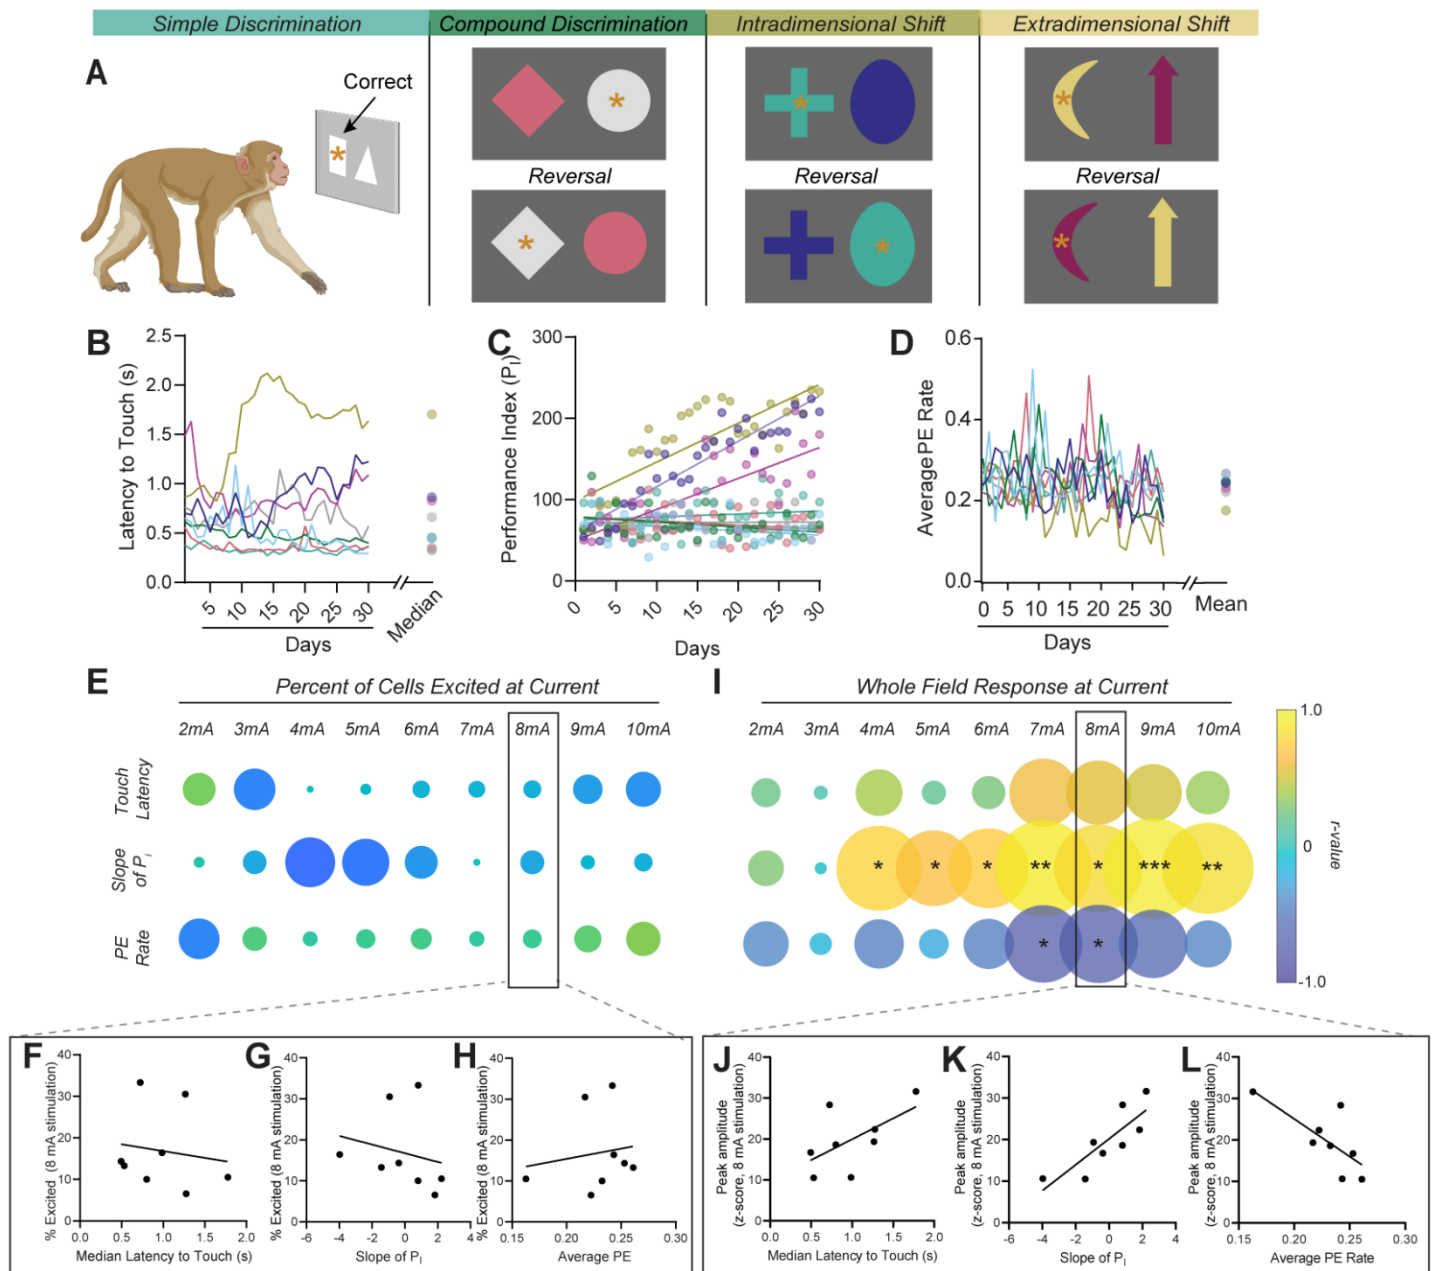 Simple Discrimination
Compound Discrimination
Intradimensional Shift
Extradimensional Shift
A
Correct
*
*
*
*
Reversal
Reversal
Reversal
*
*
*
B
Latency to Touch (s)
2.5
2.0
1.5
1.0
0.5
0.0
5 10 15 20 25 30
Days
Median
C
Performance Index (PI)
300
200
100
0
0 5 10 15 20 25 30
Days
D
Average PE Rate
0.6
0.4
0.2
0.0
0 5 10 15 20 25 30
Days
Mean
E
Percent of Cells Excited at Current
2mA 3mA 4mA 5mA 6mA 7mA 8mA 9mA 10mA
Touch Latency
Slope of Pi
PE Rate
I
Whole Field Response at Current
2mA 3mA 4mA 5mA 6mA 7mA 8mA 9mA 10mA
* * * ** * *** **
* *
1.0
0
-1.0
r-value
F
% Excited (8 mA stimulation)
40
30
20
10
0
0.0 0.5 1.0 1.5 2.0
Median Latency to Touch (s)
G
% Excited (8 mA stimulation)
40
30
20
10
0
-6 -4 -2 0 2 4
Slope of PI
H
% Excited (8 mA stimulation)
40
30
20
10
0
0.20 0.25 0.30
Average PE
J
Peak amplitude
(z-score, 8 mA stimulation)
40
30
20
10
0
0.0 0.5 1.0 1.5 2.0
Median Latency to Touch (s)
K
Peak amplitude
(z-score, 8 mA stimulation)
40
30
20
10
0
-6 -4 -2 0 2 4
Slope of PI
L
Peak amplitude
(z-score, 8 mA stimulation)
40
30
20
10
0
0.15 0.20 0.25 0.30
Average PE Rate